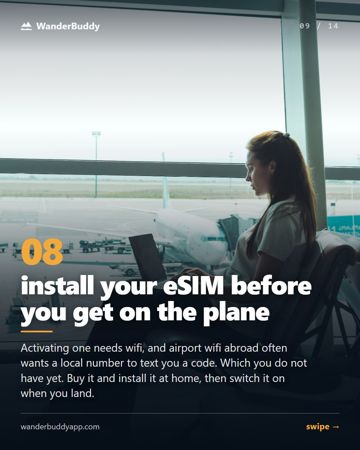 WanderBuddy
09 / 14
08
install your eSIM before
you get on the plane
Activating one needs wifi, and airport wifi abroad often
wants a local number to text you a code. Which you do not
have yet. Buy it and install it at home, then switch it on
when you land.
wanderbuddyapp.com
swipe →